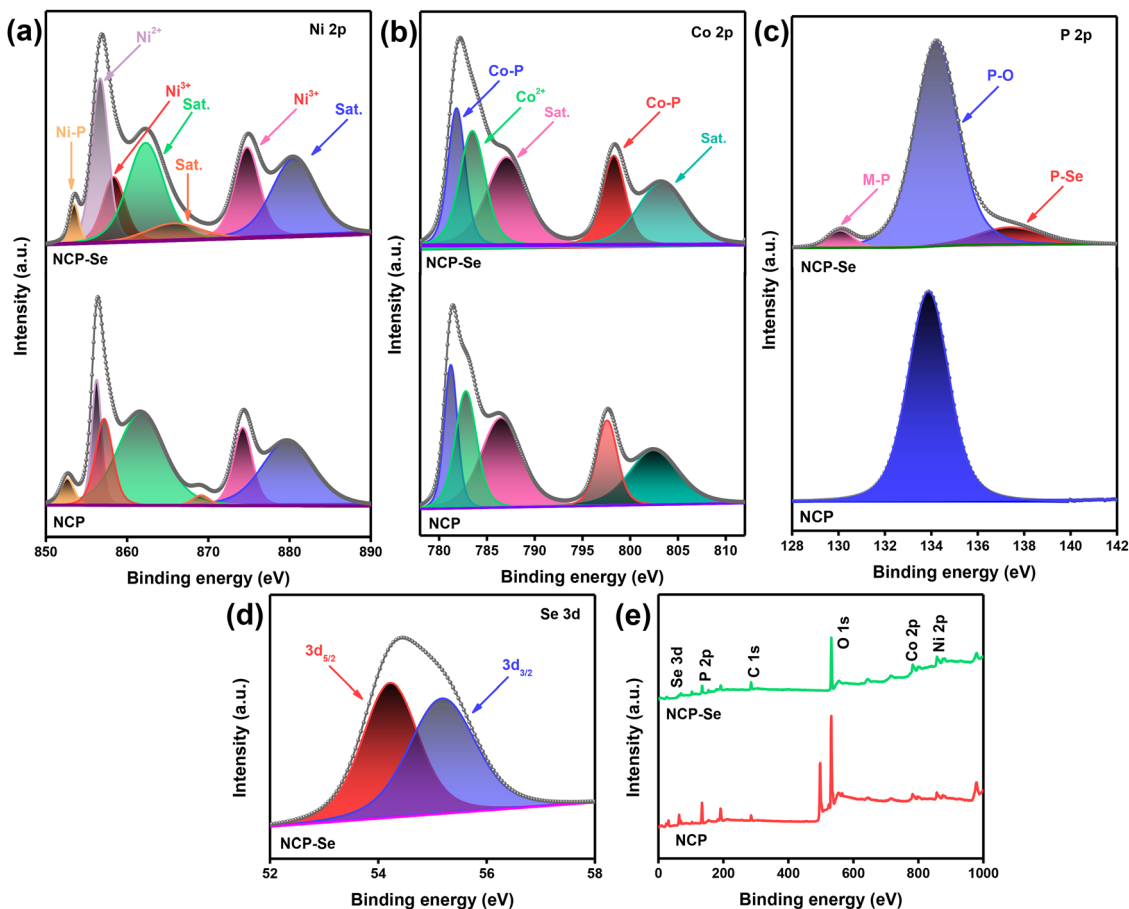 (a)
Ni 2p
Ni²⁺
Ni³⁺
Sat.
Ni-P
Sat.
Ni³⁺
Sat.
NCP-Se
NCP
Intensity (a.u.)
850 860 870 880 890
Binding energy (eV)
(b)
Co 2p
Co-P
Co²⁺
Sat.
Co-P
Sat.
NCP-Se
NCP
Intensity (a.u.)
780 785 790 795 800 805 810
Binding energy (eV)
(c)
P 2p
P-O
M-P
P-Se
NCP-Se
NCP
Intensity (a.u.)
128 130 132 134 136 138 140 142
Binding energy (eV)
(d)
Se 3d
3d₅/₂
3d₃/₂
NCP-Se
Intensity (a.u.)
52 54 56 58
Binding energy (eV)
(e)
Se 3d
P 2p
C 1s
O 1s
Co 2p
Ni 2p
NCP-Se
NCP
Intensity (a.u.)
0 200 400 600 800 1000
Binding energy (eV)